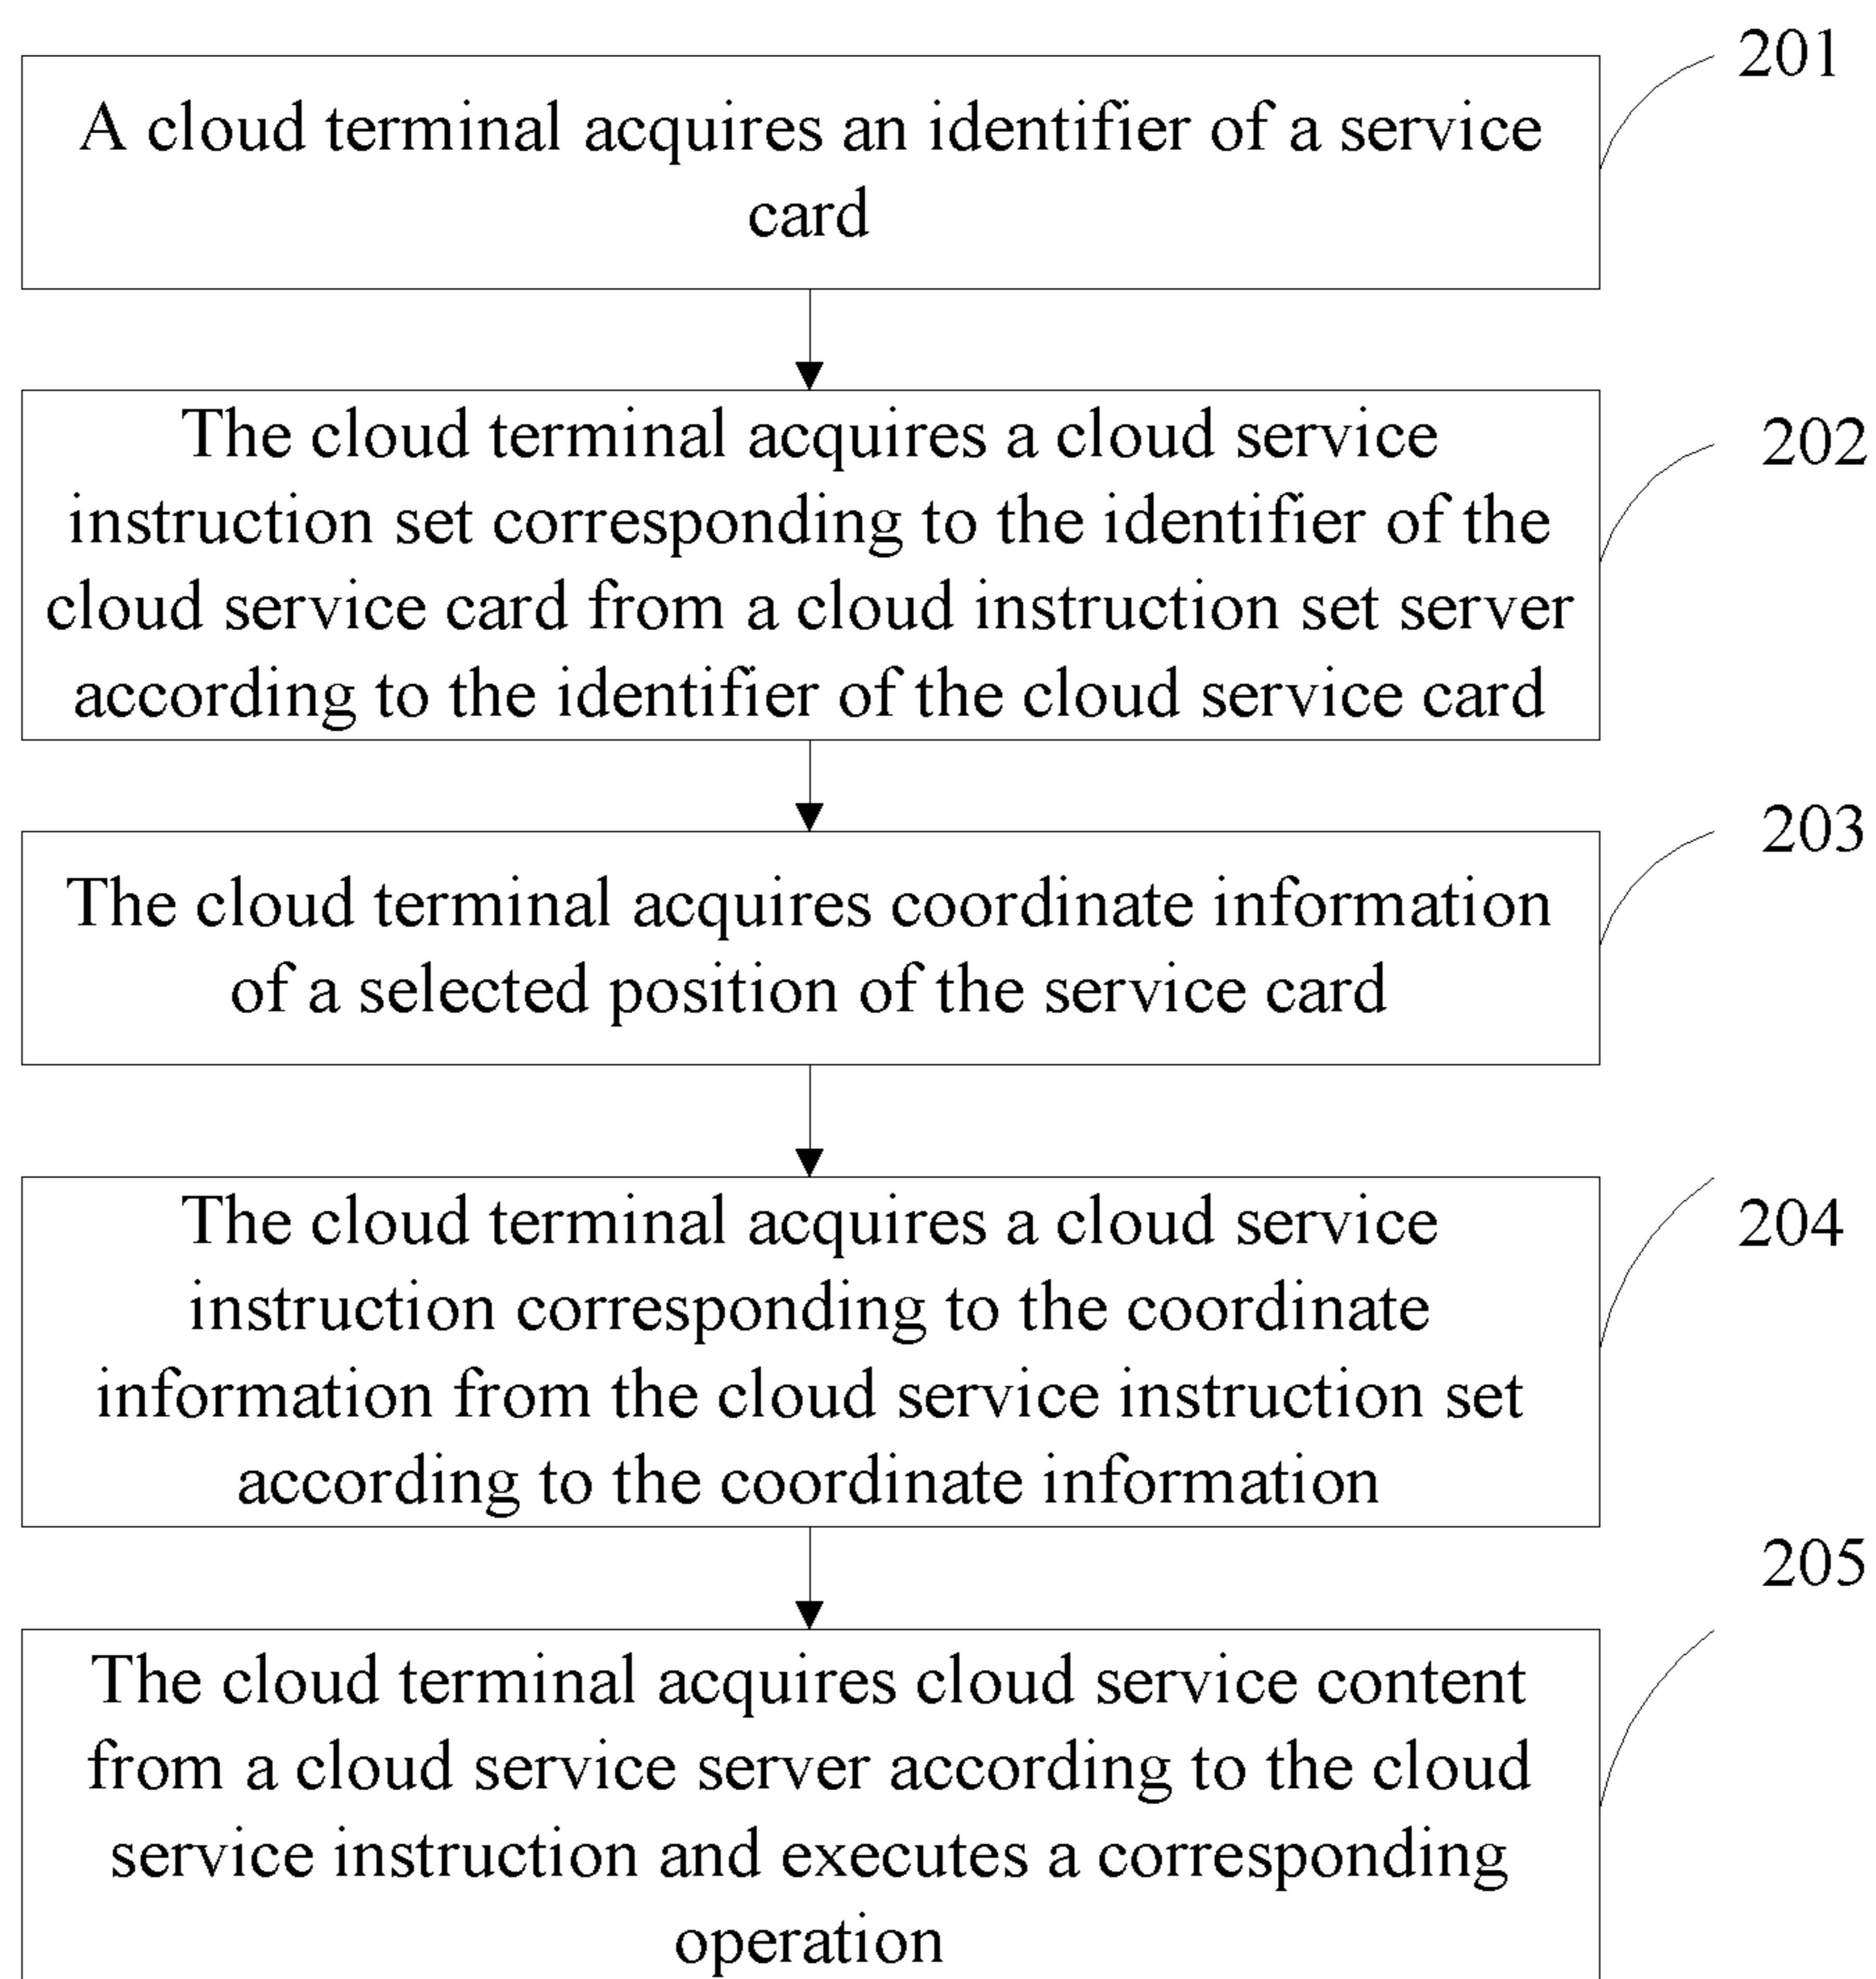 201
A cloud terminal acquires an identifier of a service
card
202
The cloud terminal acquires a cloud service
instruction set corresponding to the identifier of the
cloud service card from a cloud instruction set server
according to the identifier of the cloud service card
203
The cloud terminal acquires coordinate information
of a selected position of the service card
204
The cloud terminal acquires a cloud service
instruction corresponding to the coordinate
information from the cloud service instruction set
according to the coordinate information
205
The cloud terminal acquires cloud service content
from a cloud service server according to the cloud
service instruction and executes a corresponding
operation